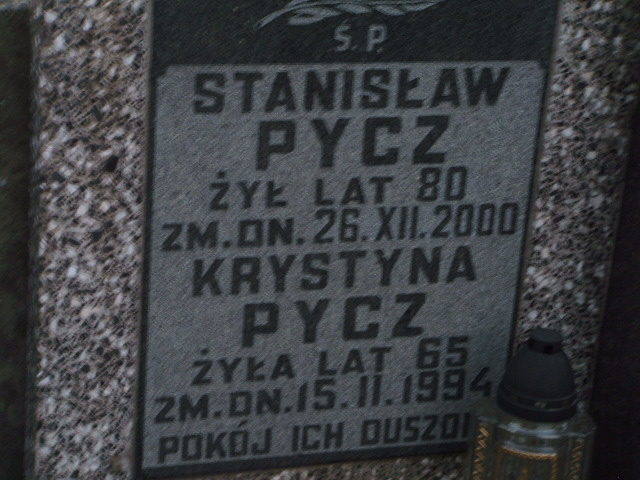 Ś.P.
STANISŁAW
PYCZ
ŻYŁ LAT 80
ZM.DN.26.XII.2000
KRYSTYNA
PYCZ
ŻYŁA LAT 65
ZM.DN.15.II.1994
POKÓJ ICH